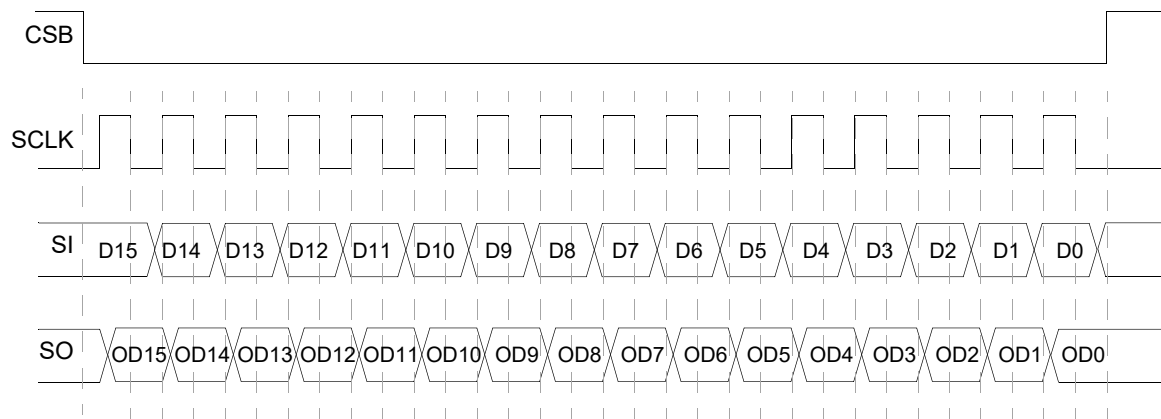 CSB
SCLK
SI D15 D14 D13 D12 D11 D10 D9 D8 D7 D6 D5 D4 D3 D2 D1 D0
SO OD15 OD14 OD13 OD12 OD11 OD10 OD9 OD8 OD7 OD6 OD5 OD4 OD3 OD2 OD1 OD0